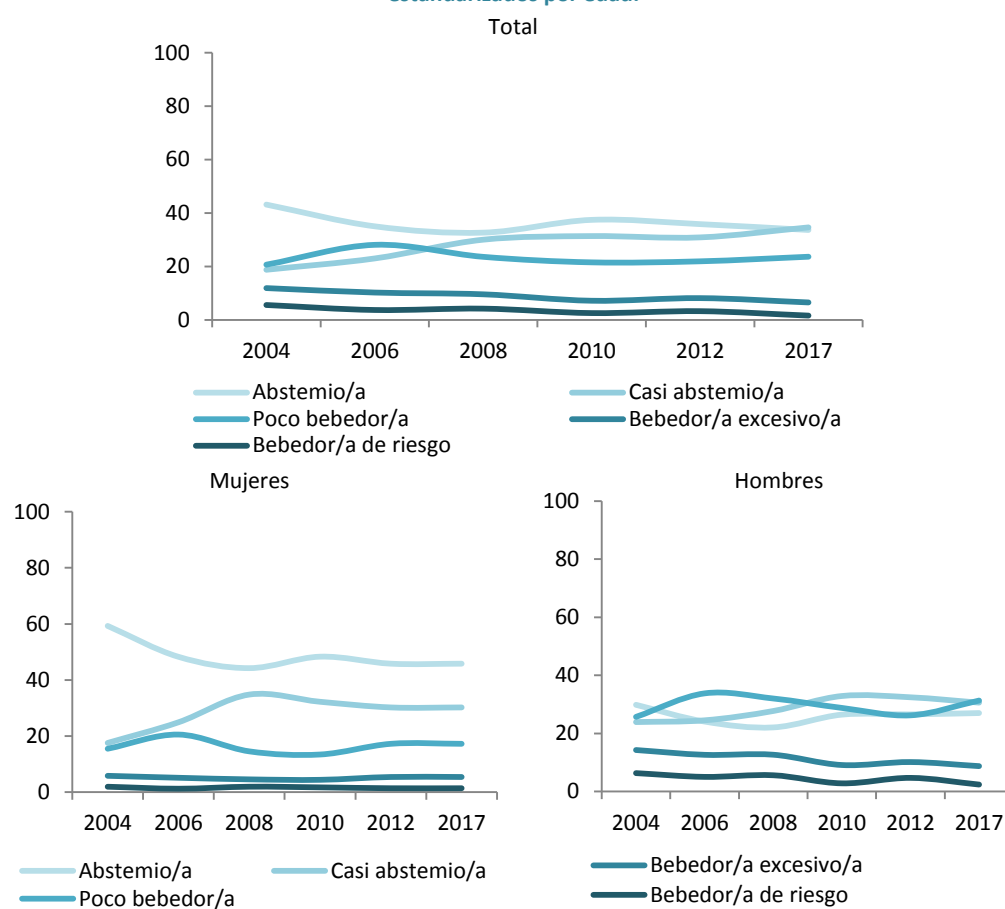 estandarizados por edad.
Total
100
80
60
40
20
0
2004 2006 2008 2010 2012 2017
Abstemio/a Casi abstemio/a
Poco bebedor/a Bebedor/a excesivo/a
Bebedor/a de riesgo
Mujeres
100
80
60
40
20
0
2004 2006 2008 2010 2012 2017
Abstemio/a Casi abstemio/a
Poco bebedor/a
Hombres
100
80
60
40
20
0
2004 2006 2008 2010 2012 2017
Bebedor/a excesivo/a
Bebedor/a de riesgo